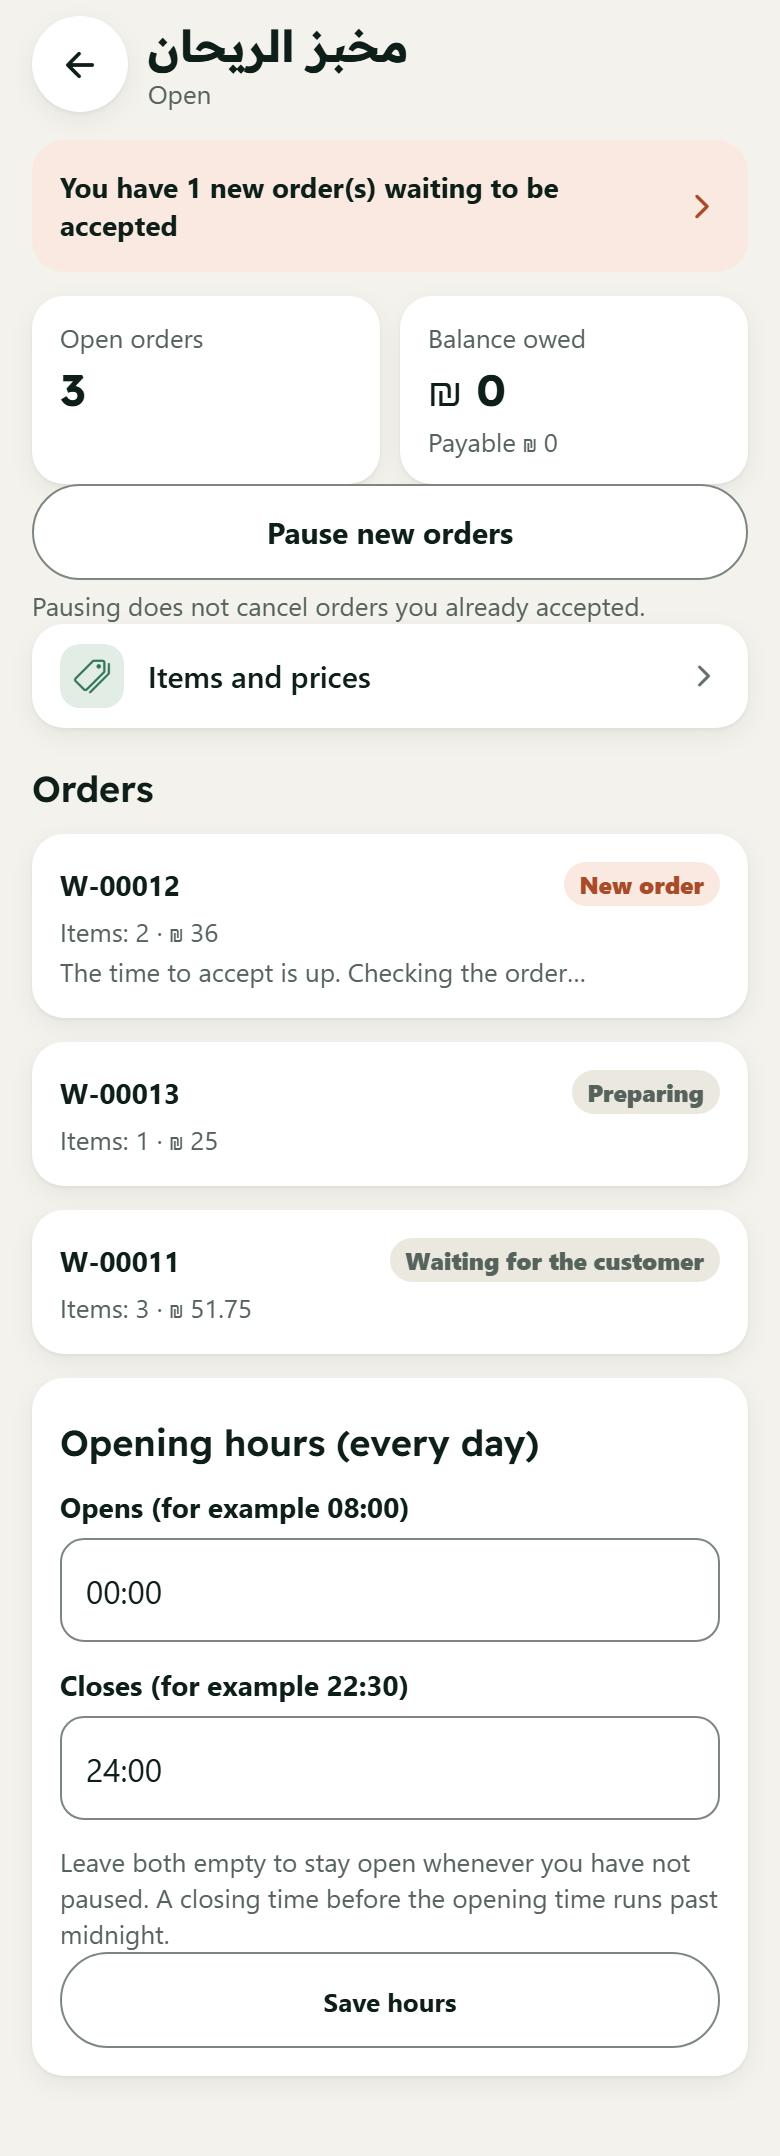 مخبز الريحان
Open
You have 1 new order(s) waiting to be
accepted
Open orders
3
Balance owed
₪ 0
Payable ₪ 0
Pause new orders
Pausing does not cancel orders you already accepted.
Items and prices
Orders
W-00012
New order
Items: 2 · ₪ 36
The time to accept is up. Checking the order...
W-00013
Preparing
Items: 1 · ₪ 25
W-00011
Waiting for the customer
Items: 3 · ₪ 51.75
Opening hours (every day)
Opens (for example 08:00)
00:00
Closes (for example 22:30)
24:00
Leave both empty to stay open whenever you have not
paused. A closing time before the opening time runs past
midnight.
Save hours